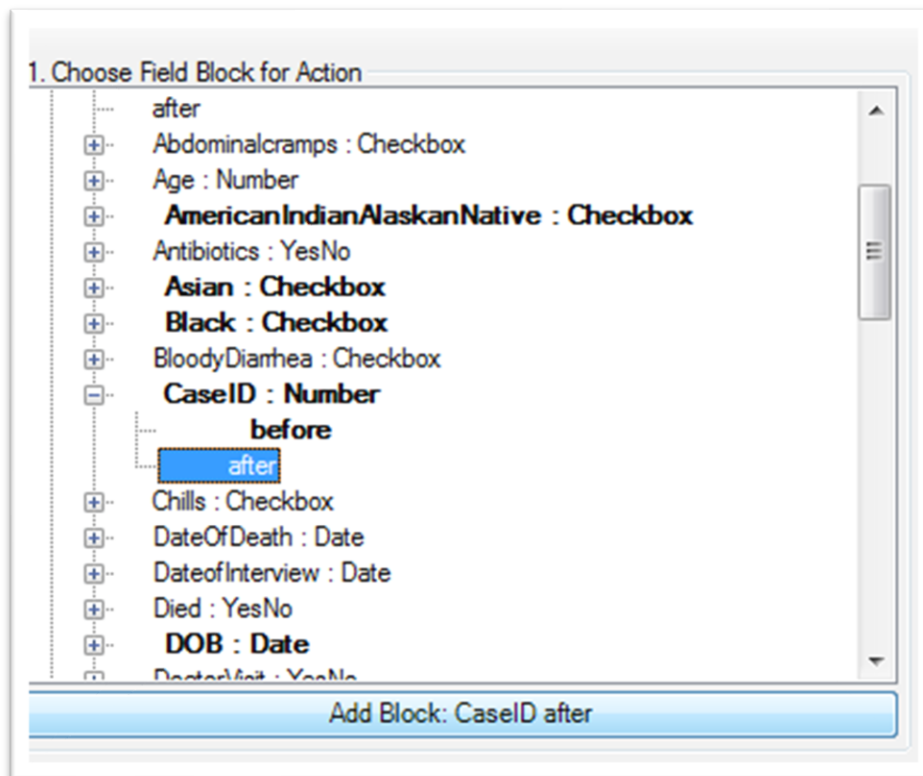 1. Choose Field Block for Action
after
Abdominalcramps : Checkbox
Age : Number
AmericanIndianAlaskanNative : Checkbox
Antibiotics : YesNo
Asian : Checkbox
Black : Checkbox
BloodyDiarrhea : Checkbox
CaseID : Number
before
after
Chills : Checkbox
DateOfDeath : Date
DateofInterview : Date
Died : YesNo
DOB : Date
DoctorVisit : YesNo
Add Block: CaseID after